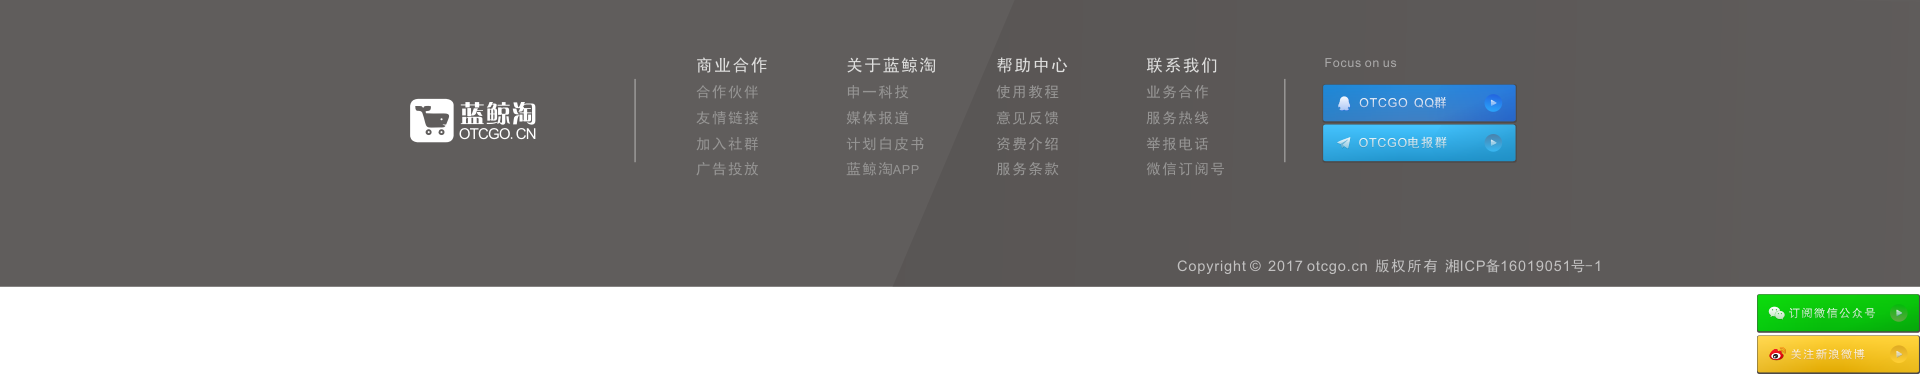 蓝鲸淘
OTCGO.CN
商业合作
合作伙伴
友情链接
加入社群
广告投放
关于蓝鲸淘
申一科技
媒体报道
计划白皮书
蓝鲸淘APP
帮助中心
使用教程
意见反馈
资费介绍
服务条款
联系我们
业务合作
服务热线
举报电话
微信订阅号
Focus on us
OTCGO QQ群
OTCGO电报群
Copyright © 2017 otcgo.cn 版权所有 湘ICP备16019051号-1
订阅微信公众号
关注新浪微博